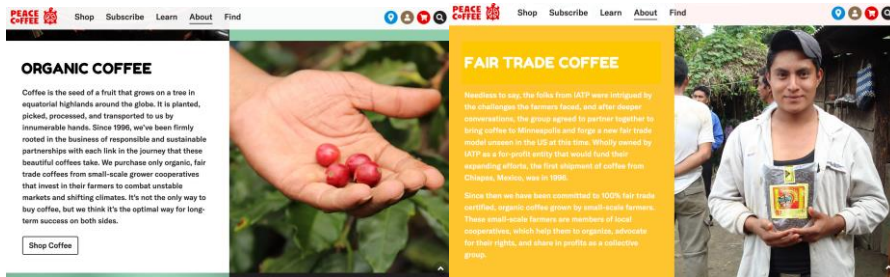 PEACE
COFFEE
Shop Subscribe Learn About Find
ORGANIC COFFEE
Coffee is the seed of a fruit that grows on a tree in
equatorial highlands around the globe. It is planted,
picked, processed, and transported to us by
innumerable hands. Since 1996, we've been firmly
rooted in the business of responsible and sustainable
partnerships with each link in the journey that these
beautiful coffees take. We purchase only organic, fair
trade coffees from small-scale grower cooperatives
that invest in their farmers to combat unstable
markets and shifting climates. It's not the only way to
buy coffee, but we think it's the optimal way for long-
term success on both sides.
Shop Coffee
PEACE
COFFEE
Shop Subscribe Learn About Find
FAIR TRADE COFFEE
Needless to say, the folks from IATP were intrigued by
the challenges the farmers faced, and after deeper
conversations, the group agreed to partner together to
bring coffee to Minneapolis and forge a new fair trade
model unseen in the US at this time. Wholly owned by
IATP as a for-profit entity that would fund their
expanding efforts, the first shipment of coffee from
Chiapas, Mexico, was in 1996.
Since then we have been committed to 100% fair trade
certified, organic coffee grown by small-scale farmers.
These small-scale farmers are members of local
cooperatives, which help them to organize, advocate
for their rights, and share in profits as a collective
group.